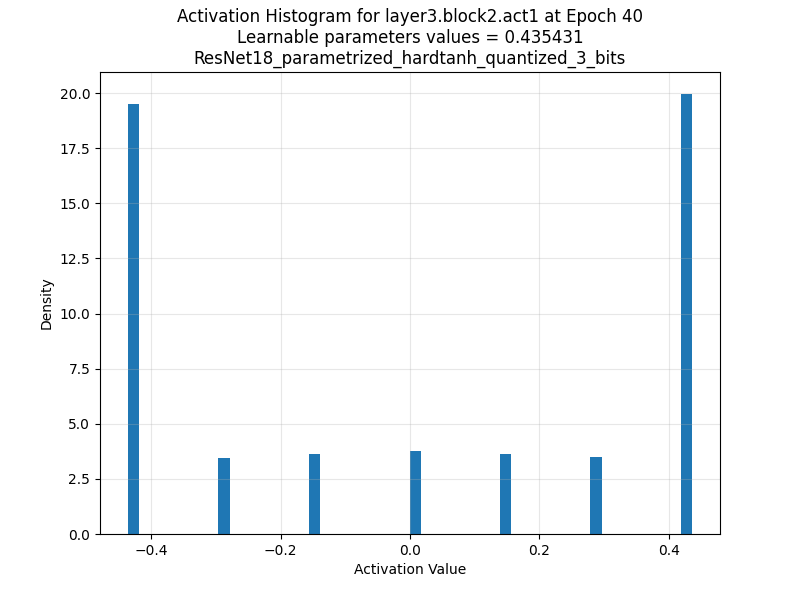 Activation Histogram for layer3.block2.act1 at Epoch 40
Learnable parameters values = 0.435431
ResNet18_parametrized_hardtanh_quantized_3_bits
20.0
17.5
15.0
12.5
10.0
7.5
5.0
2.5
0.0
Density
−0.4
−0.2
0.0
0.2
0.4
Activation Value